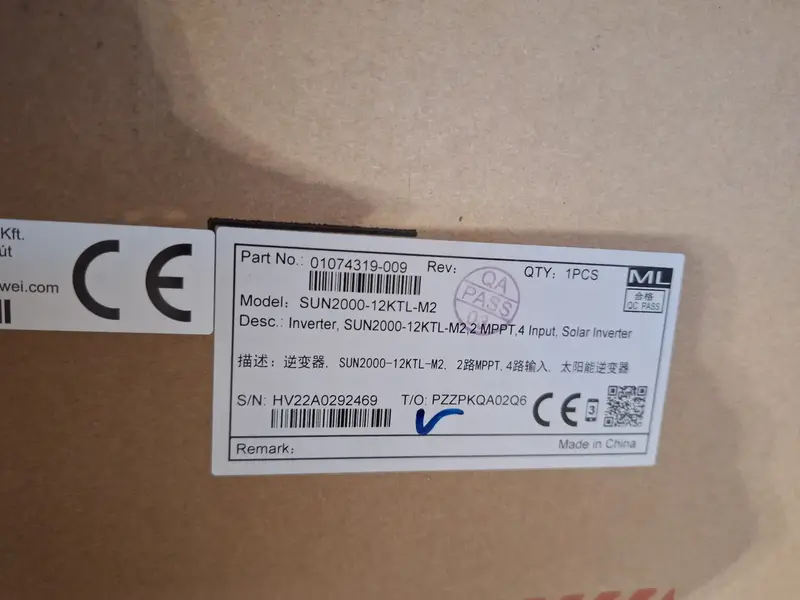 Kft.
út
wei.com
CE
Part No.: 01074319-009 Rev: QTY: 1PCS ML
合格
QC PASS
QA
PASS
Model: SUN2000-12KTL-M2
Desc.: Inverter, SUN2000-12KTL-M2,2 MPPT,4 Input, Solar Inverter
描述: 逆变器, SUN2000-12KTL-M2, 2路MPPT,4路输入, 太阳能逆变器
S/N: HV22A0292469 T/O: PZZPKQA02Q6 CE 3
Remark: Made in China